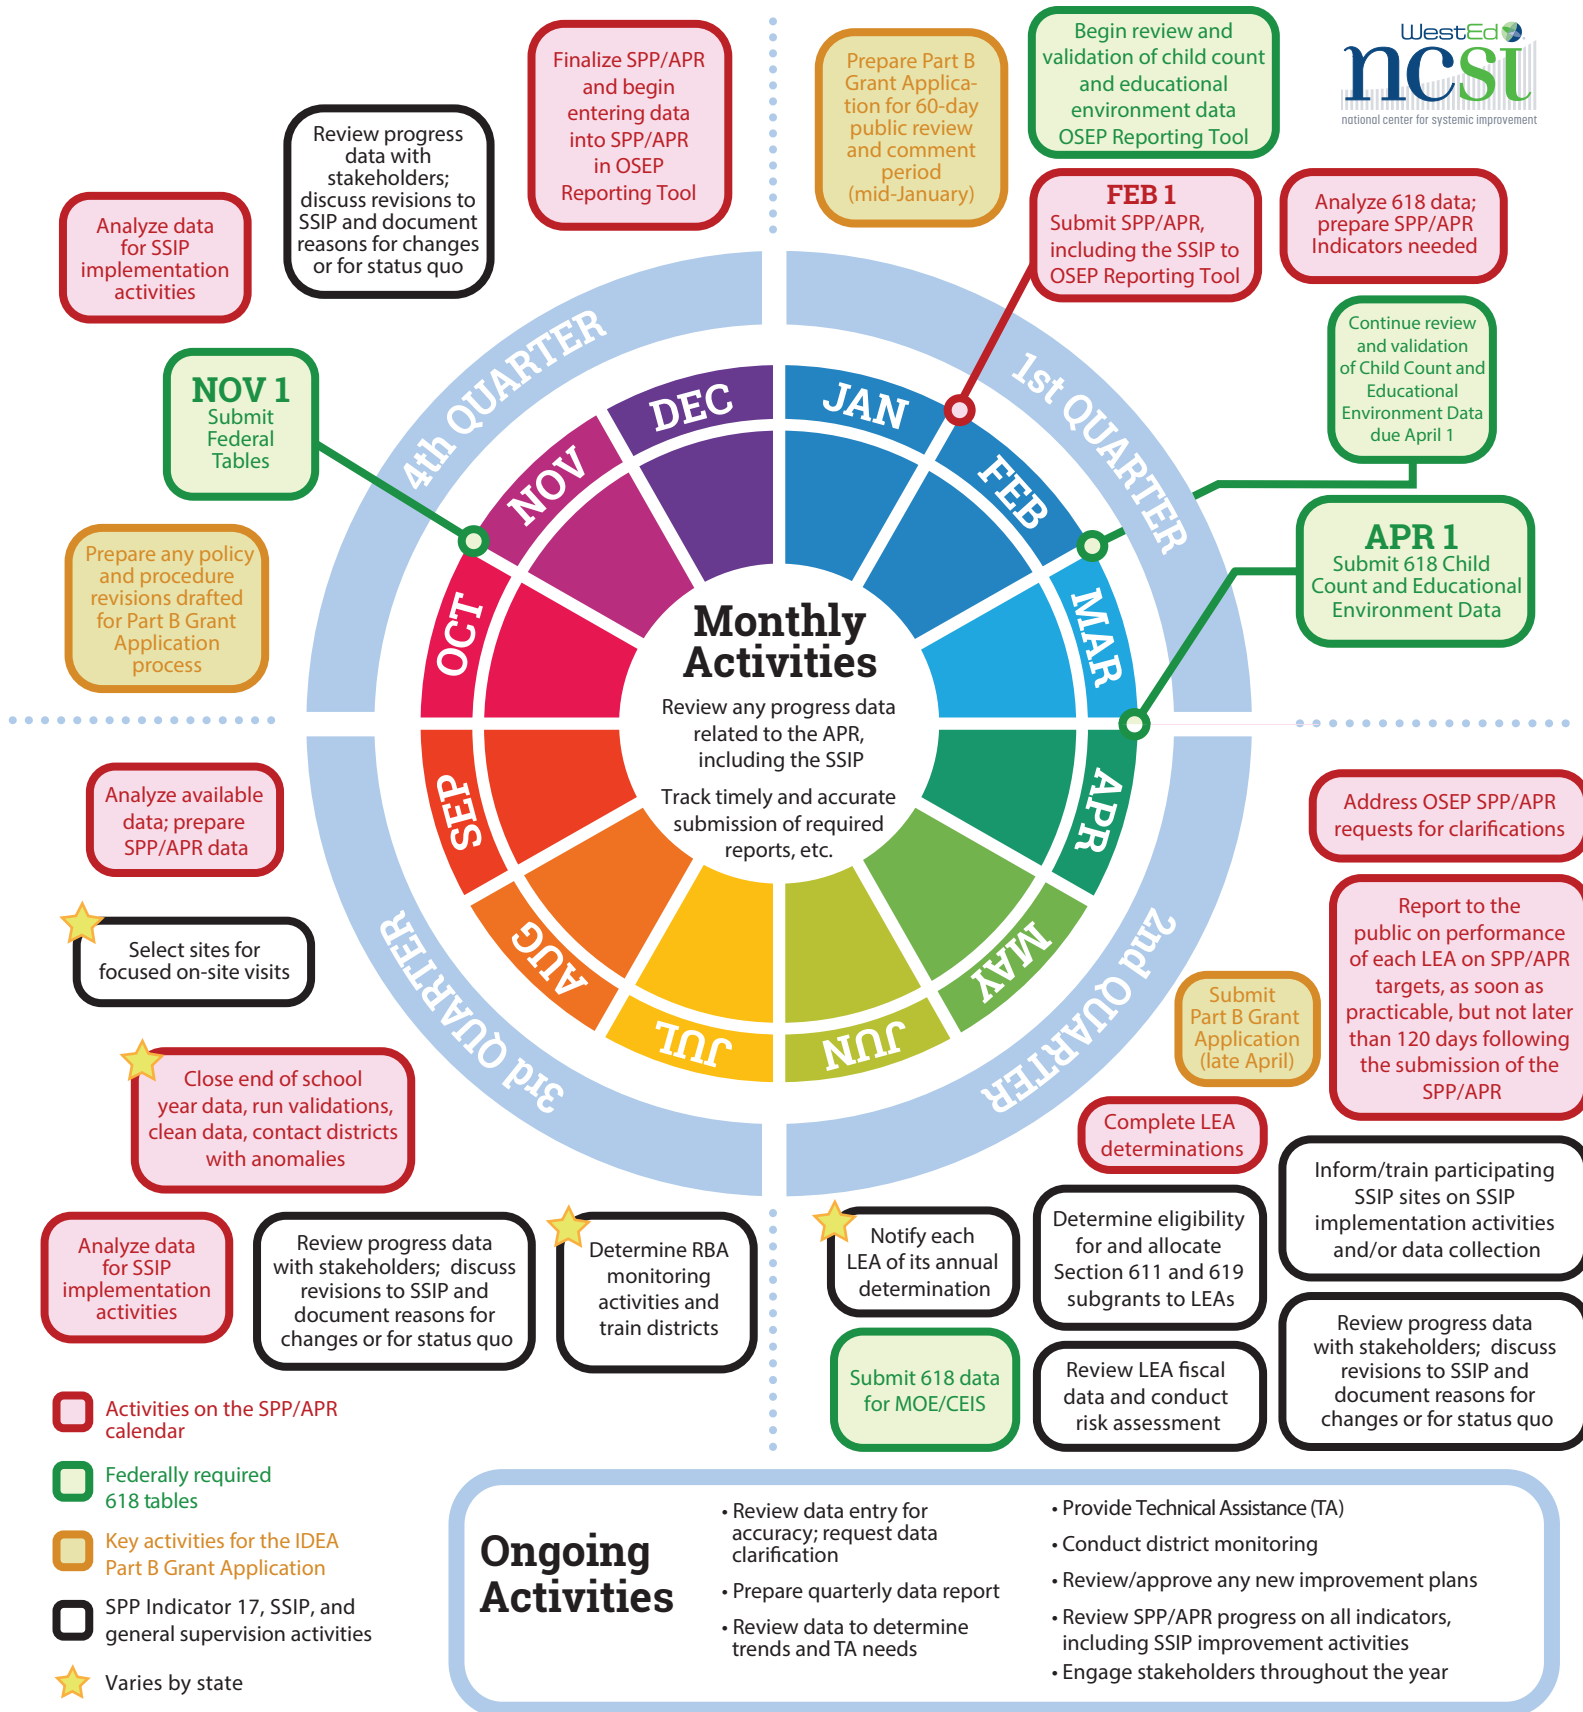 WestEd
ncsi
national center for systemic improvement
Finalize SPP/APR
and begin
entering data
into SPP/APR
in OSEP
Reporting Tool
Review progress
data with
stakeholders;
discuss revisions to
SSIP and document
reasons for changes
or for status quo
Analyze data
for SSIP
implementation
activities
NOV 1
Submit
Federal
Tables
Prepare any policy
and procedure
revisions drafted
for Part B Grant
Application
process
Prepare Part B
Grant Applica-
tion for 60-day
public review
and comment
period
(mid-January)
Begin review and
validation of child count
and educational
environment data
OSEP Reporting Tool
FEB 1
Submit SPP/APR,
including the SSIP to
OSEP Reporting Tool
Analyze 618 data;
prepare SPP/APR
Indicators needed
Continue review
and validation
of Child Count and
Educational
Environment Data
due April 1
APR 1
Submit 618 Child
Count and Educational
Environment Data
4th QUARTER
1st QUARTER
2nd QUARTER
3rd QUARTER
JAN
FEB
MAR
APR
MAY
JUN
JUL
AUG
SEP
OCT
NOV
DEC
Monthly
Activities
Review any progress data
related to the APR,
including the SSIP
Track timely and accurate
submission of required
reports, etc.
Address OSEP SPP/APR
requests for clarifications
Report to the
public on performance
of each LEA on SPP/APR
targets, as soon as
practicable, but not later
than 120 days following
the submission of the
SPP/APR
Submit
Part B Grant
Application
(late April)
Complete LEA
determinations
Inform/train participating
SSIP sites on SSIP
implementation activities
and/or data collection
Notify each
LEA of its annual
determination
Determine eligibility
for and allocate
Section 611 and 619
subgrants to LEAs
Review progress data
with stakeholders; discuss
revisions to SSIP and
document reasons for
changes or for status quo
Submit 618 data
for MOE/CEIS
Review LEA fiscal
data and conduct
risk assessment
Analyze available
data; prepare
SPP/APR data
Select sites for
focused on-site visits
Close end of school
year data, run validations,
clean data, contact districts
with anomalies
Analyze data
for SSIP
implementation
activities
Review progress data
with stakeholders; discuss
revisions to SSIP and
document reasons for
changes or for status quo
Determine RBA
monitoring
activities and
train districts
Activities on the SPP/APR
calendar
Federally required
618 tables
Key activities for the IDEA
Part B Grant Application
SPP Indicator 17, SSIP, and
general supervision activities
Varies by state
Ongoing
Activities
• Review data entry for
accuracy; request data
clarification
• Prepare quarterly data report
• Review data to determine
trends and TA needs
• Provide Technical Assistance (TA)
• Conduct district monitoring
• Review/approve any new improvement plans
• Review SPP/APR progress on all indicators,
including SSIP improvement activities
• Engage stakeholders throughout the year